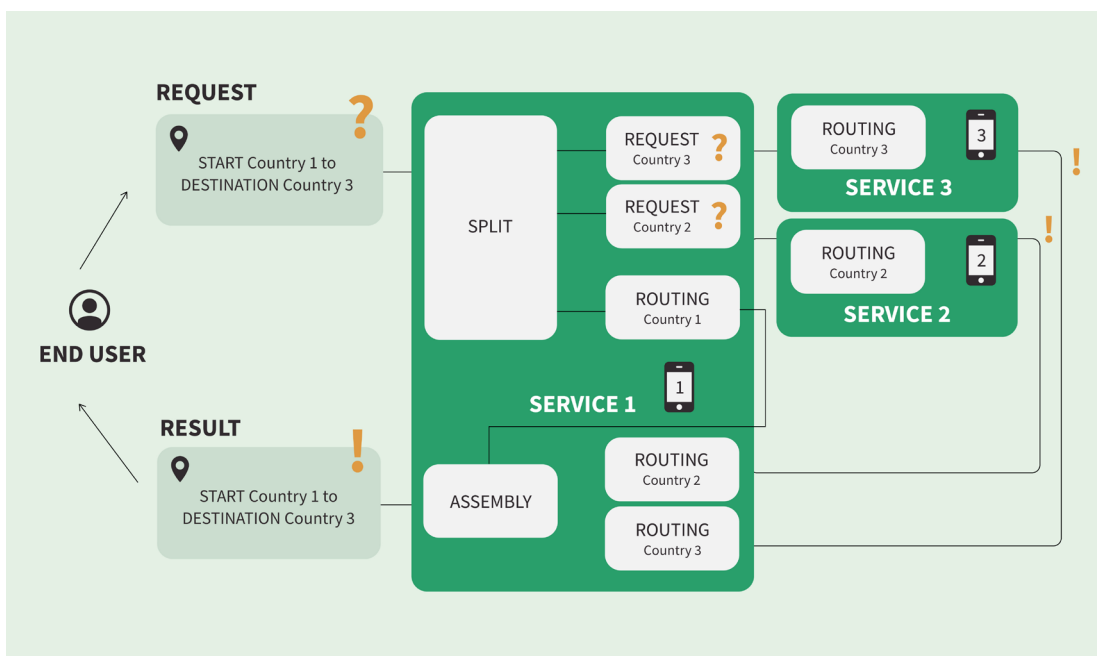 REQUEST
?
START Country 1 to
DESTINATION Country 3
END USER
RESULT
!
START Country 1 to
DESTINATION Country 3
SPLIT
REQUEST
Country 3
?
REQUEST
Country 2
?
ROUTING
Country 1
SERVICE 1
1
ASSEMBLY
ROUTING
Country 2
ROUTING
Country 3
ROUTING
Country 3
3
SERVICE 3
!
ROUTING
Country 2
2
SERVICE 2
!